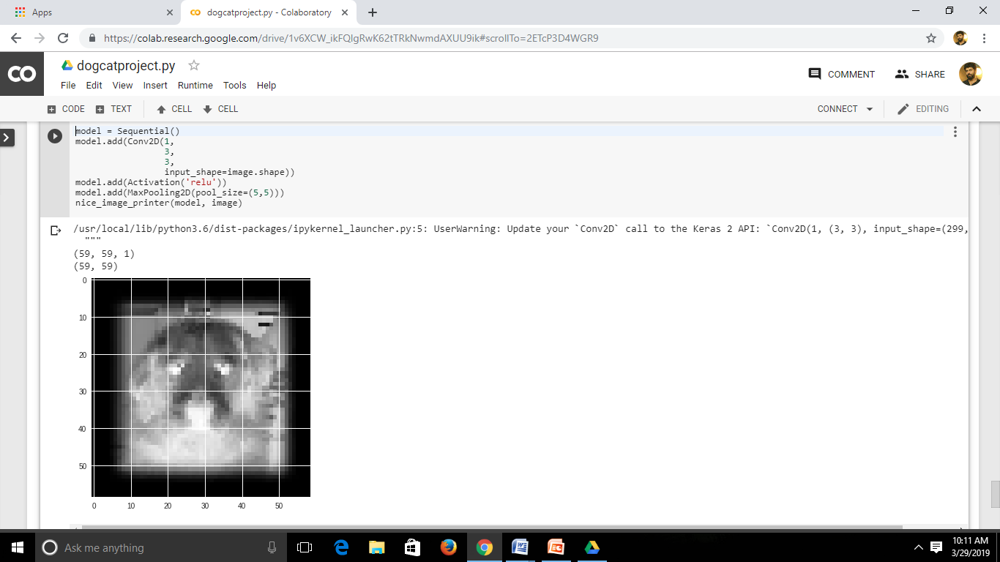 Apps
dogcatproject.py - Colaboratory
https://colab.research.google.com/drive/1v6XCW_ikFQlgRwK62tTRkNwmdAXUU9ik#scrollTo=2ETcP3D4WGR9
CO
dogcatproject.py
File Edit View Insert Runtime Tools Help
COMMENT SHARE
CODE TEXT CELL CELL CONNECT EDITING
model = Sequential()
model.add(Conv2D(1,
3,
3,
input_shape=image.shape))
model.add(Activation('relu'))
model.add(MaxPooling2D(pool_size=(5,5)))
nice_image_printer(model, image)
/usr/local/lib/python3.6/dist-packages/ipykernel_launcher.py:5: UserWarning: Update your `Conv2D` call to the Keras 2 API: `Conv2D(1, (3, 3), input_shape=(299,
"""
(59, 59, 1)
(59, 59)
0
10
20
30
40
50
0 10 20 30 40 50
Ask me anything
10:11 AM
3/29/2019